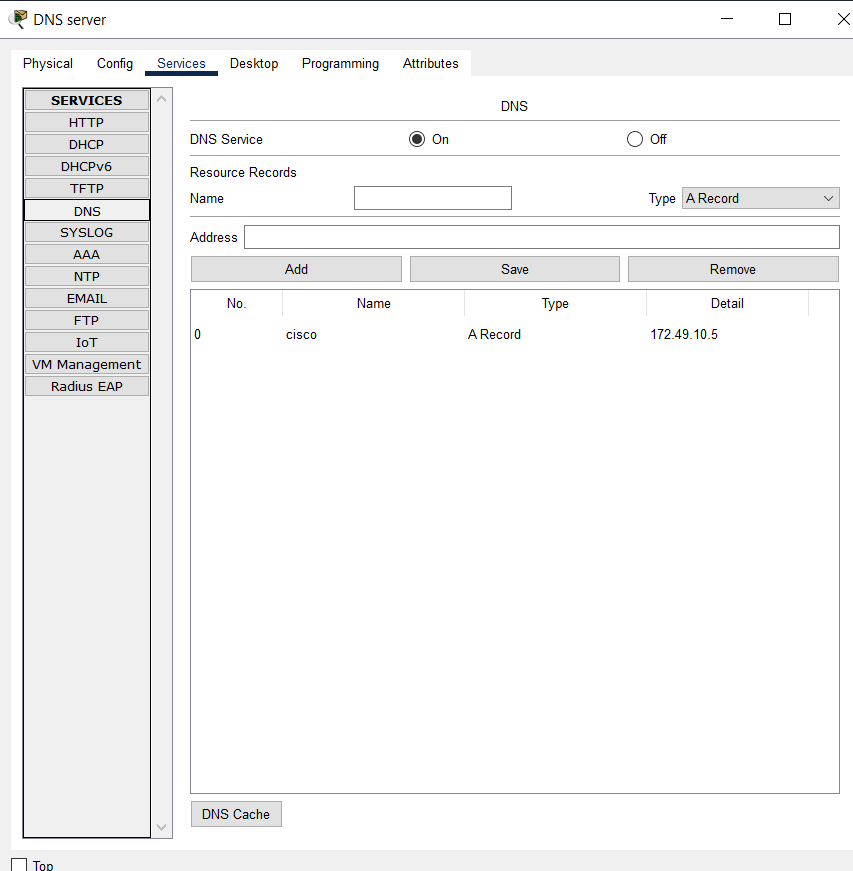 DNS server
Physical Config Services Desktop Programming Attributes
SERVICES
HTTP
DHCP
DHCPv6
TFTP
DNS
SYSLOG
AAA
NTP
EMAIL
FTP
IoT
VM Management
Radius EAP
DNS
DNS Service On Off
Resource Records
Name Type A Record
Address
Add Save Remove
No. Name Type Detail
0 cisco A Record 172.49.10.5
DNS Cache
Top